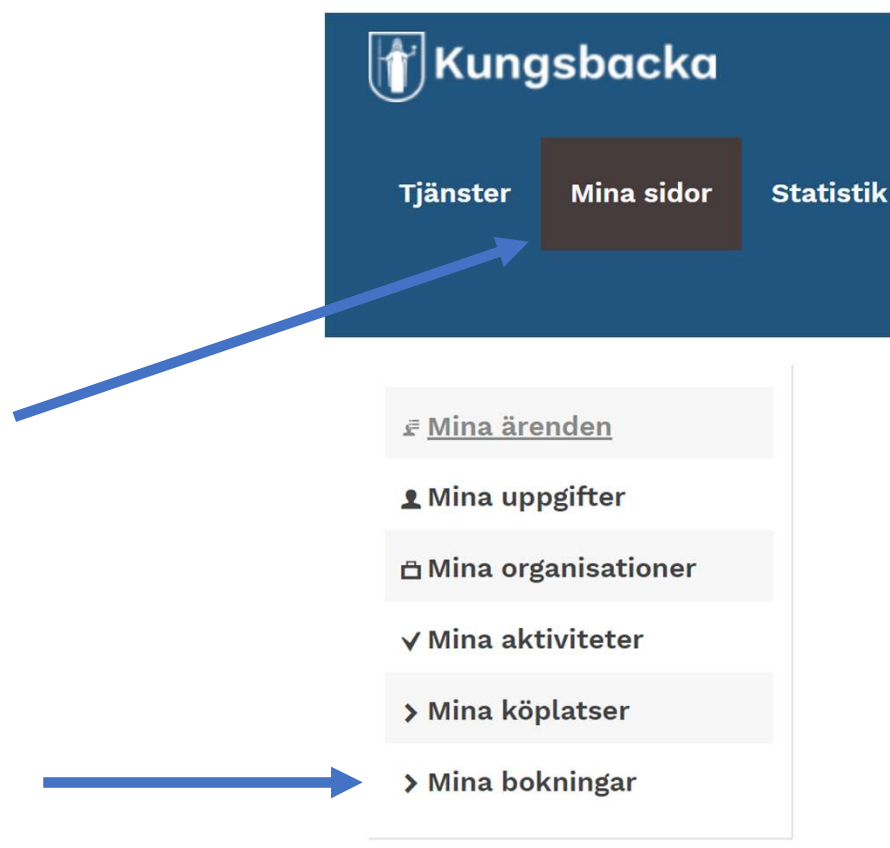 Kungsbacka
Tjänster Mina sidor Statistik
Mina ärenden
Mina uppgifter
Mina organisationer
Mina aktiviteter
Mina köplatser
Mina bokningar